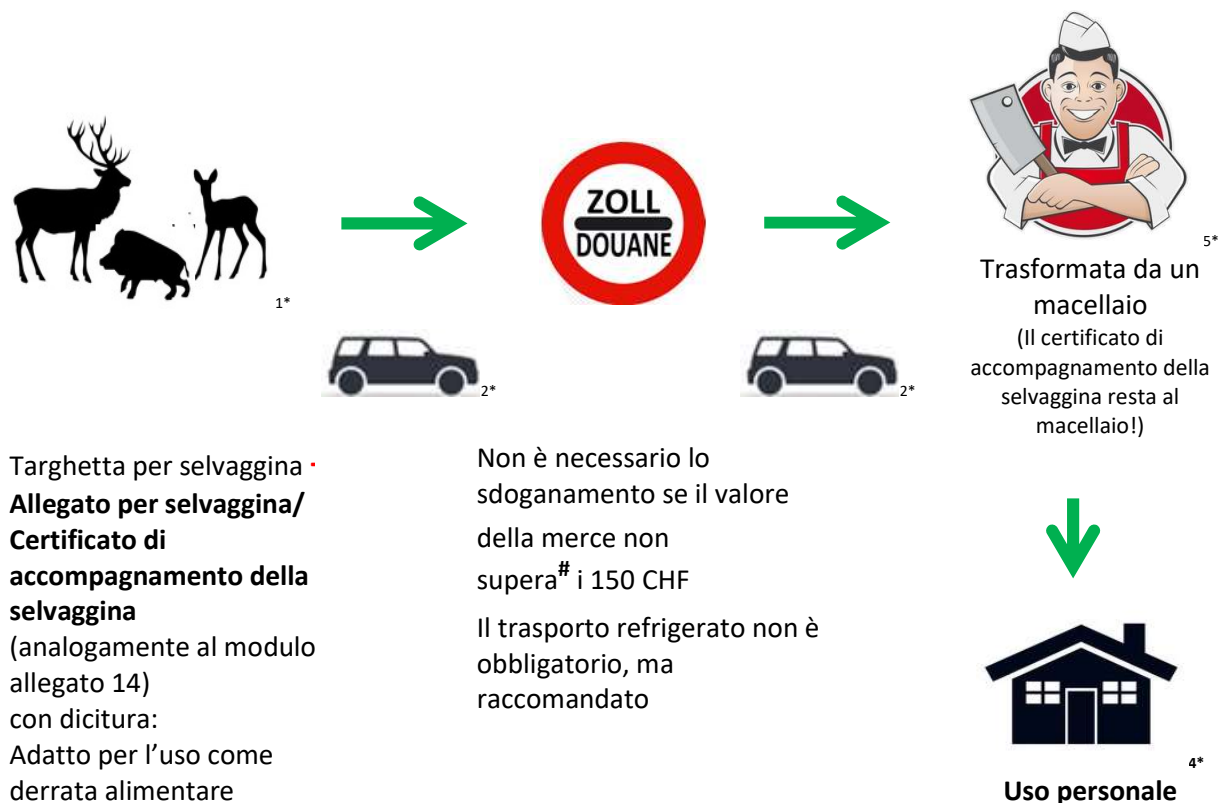 1*
ZOLL
DOUANE
5*
2*
2*
Trasformata da un
macellaio
(Il certificato di
accompagnamento della
selvaggina resta al
macellaio!)
Targhetta per selvaggina
Allegato per selvaggina/
Certificato di
accompagnamento della
selvaggina
(analogamente al modulo
allegato 14)
con dicitura:
Adatto per l’uso come
derrata alimentare
Non è necessario lo
sdoganamento se il valore
della merce non
supera# i 150 CHF
Il trasporto refrigerato non è
obbligatorio, ma
raccomandato
4*
Uso personale